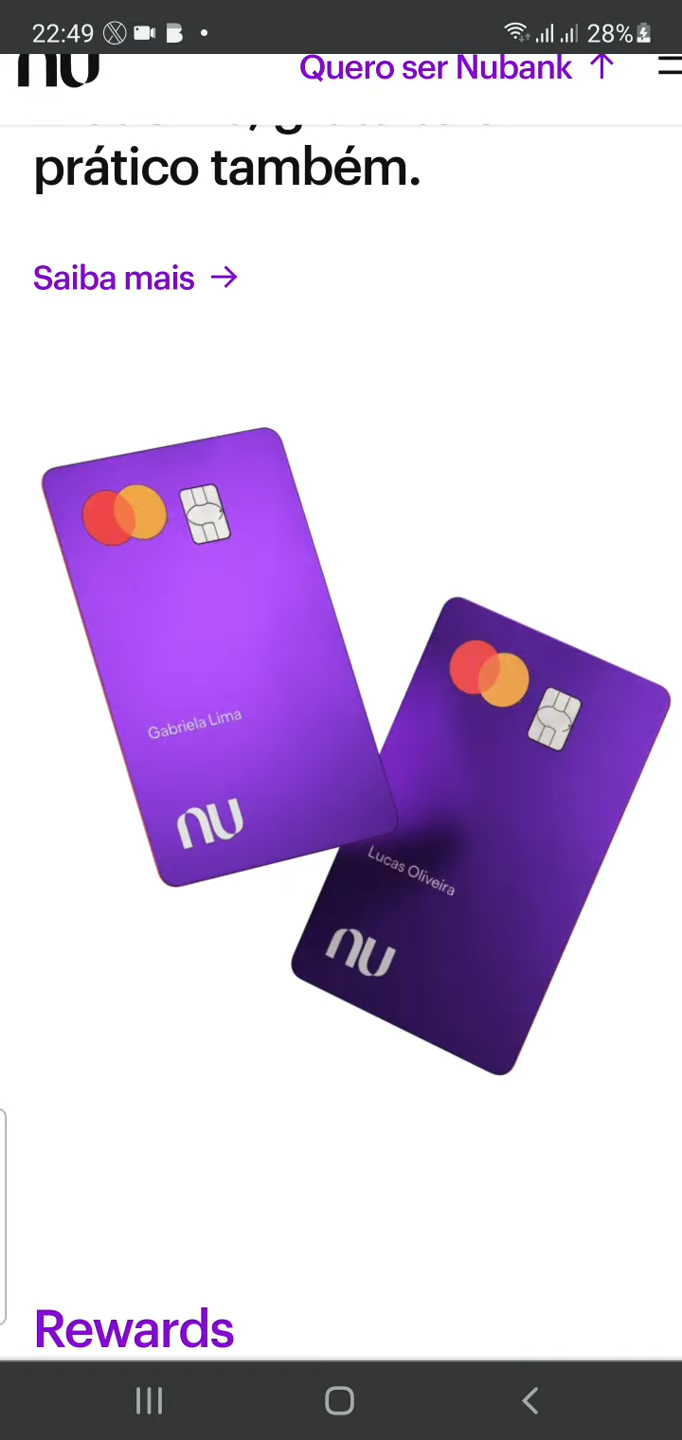 22:49
28%
nu
Quero ser Nubank ↑
prático também.
Saiba mais →
Gabriela Lima
nu
Lucas Oliveira
nu
Rewards